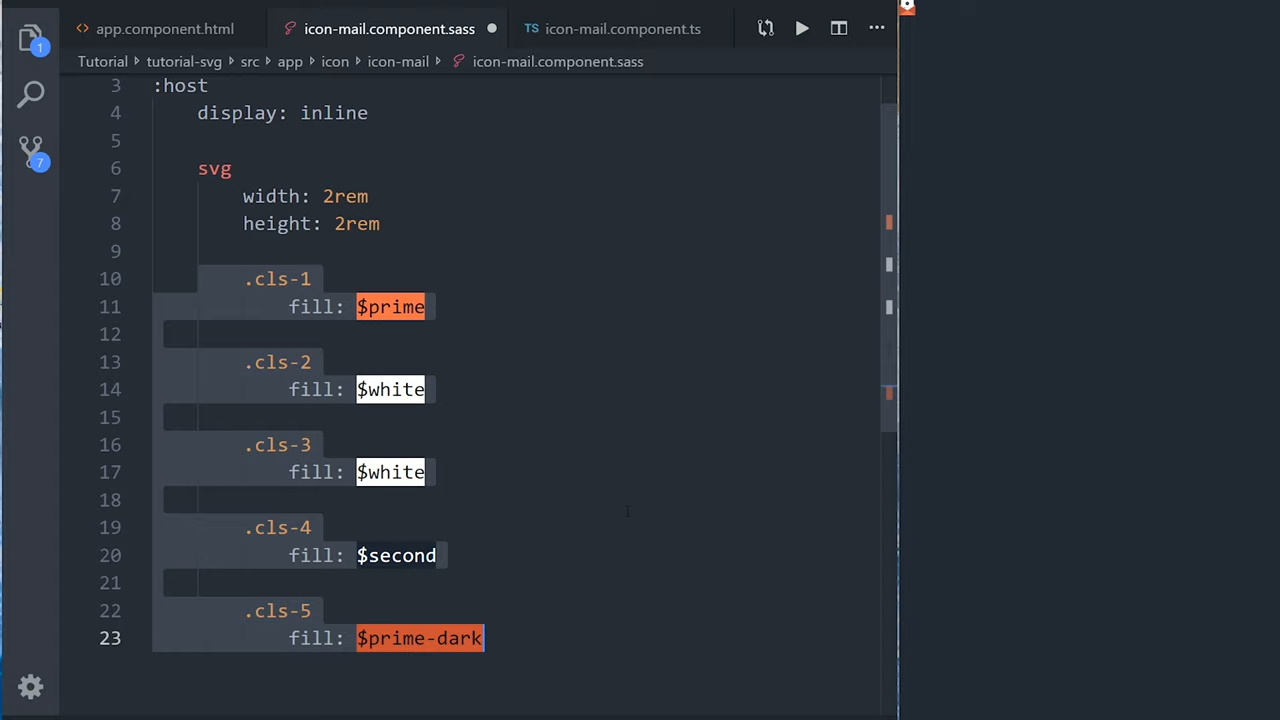 app.component.html
icon-mail.component.sass
TS icon-mail.component.ts
1
7
Tutorial tutorial-svg src app icon icon-mail icon-mail.component.sass
3 :host
4 display: inline
5
6 svg
7 width: 2rem
8 height: 2rem
9
10 .cls-1
11 fill: $prime
12
13 .cls-2
14 fill: $white
15
16 .cls-3
17 fill: $white
18
19 .cls-4
20 fill: $second
21
22 .cls-5
23 fill: $prime-dark